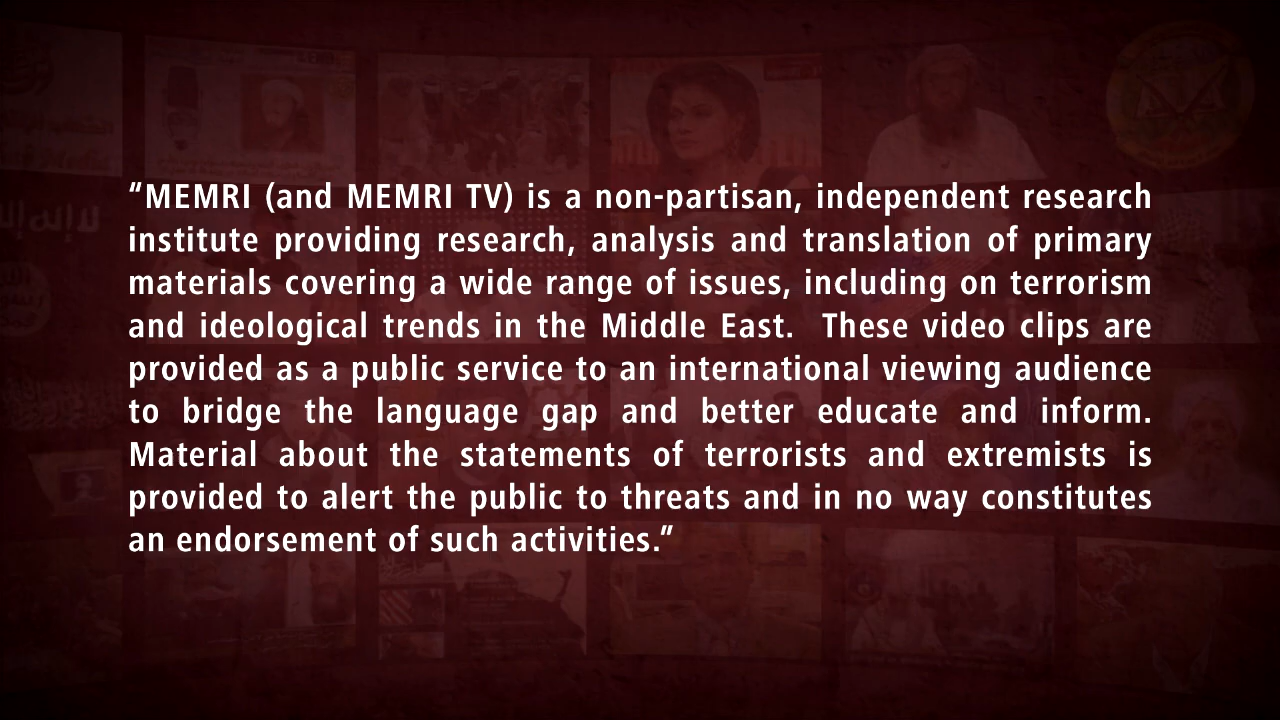 “MEMRI (and MEMRI TV) is a non-partisan, independent research
institute providing research, analysis and translation of primary
materials covering a wide range of issues, including on terrorism
and ideological trends in the Middle East.  These video clips are
provided as a public service to an international viewing audience
to bridge the language gap and better educate and inform.
Material about the statements of terrorists and extremists is
provided to alert the public to threats and in no way constitutes
an endorsement of such activities.”